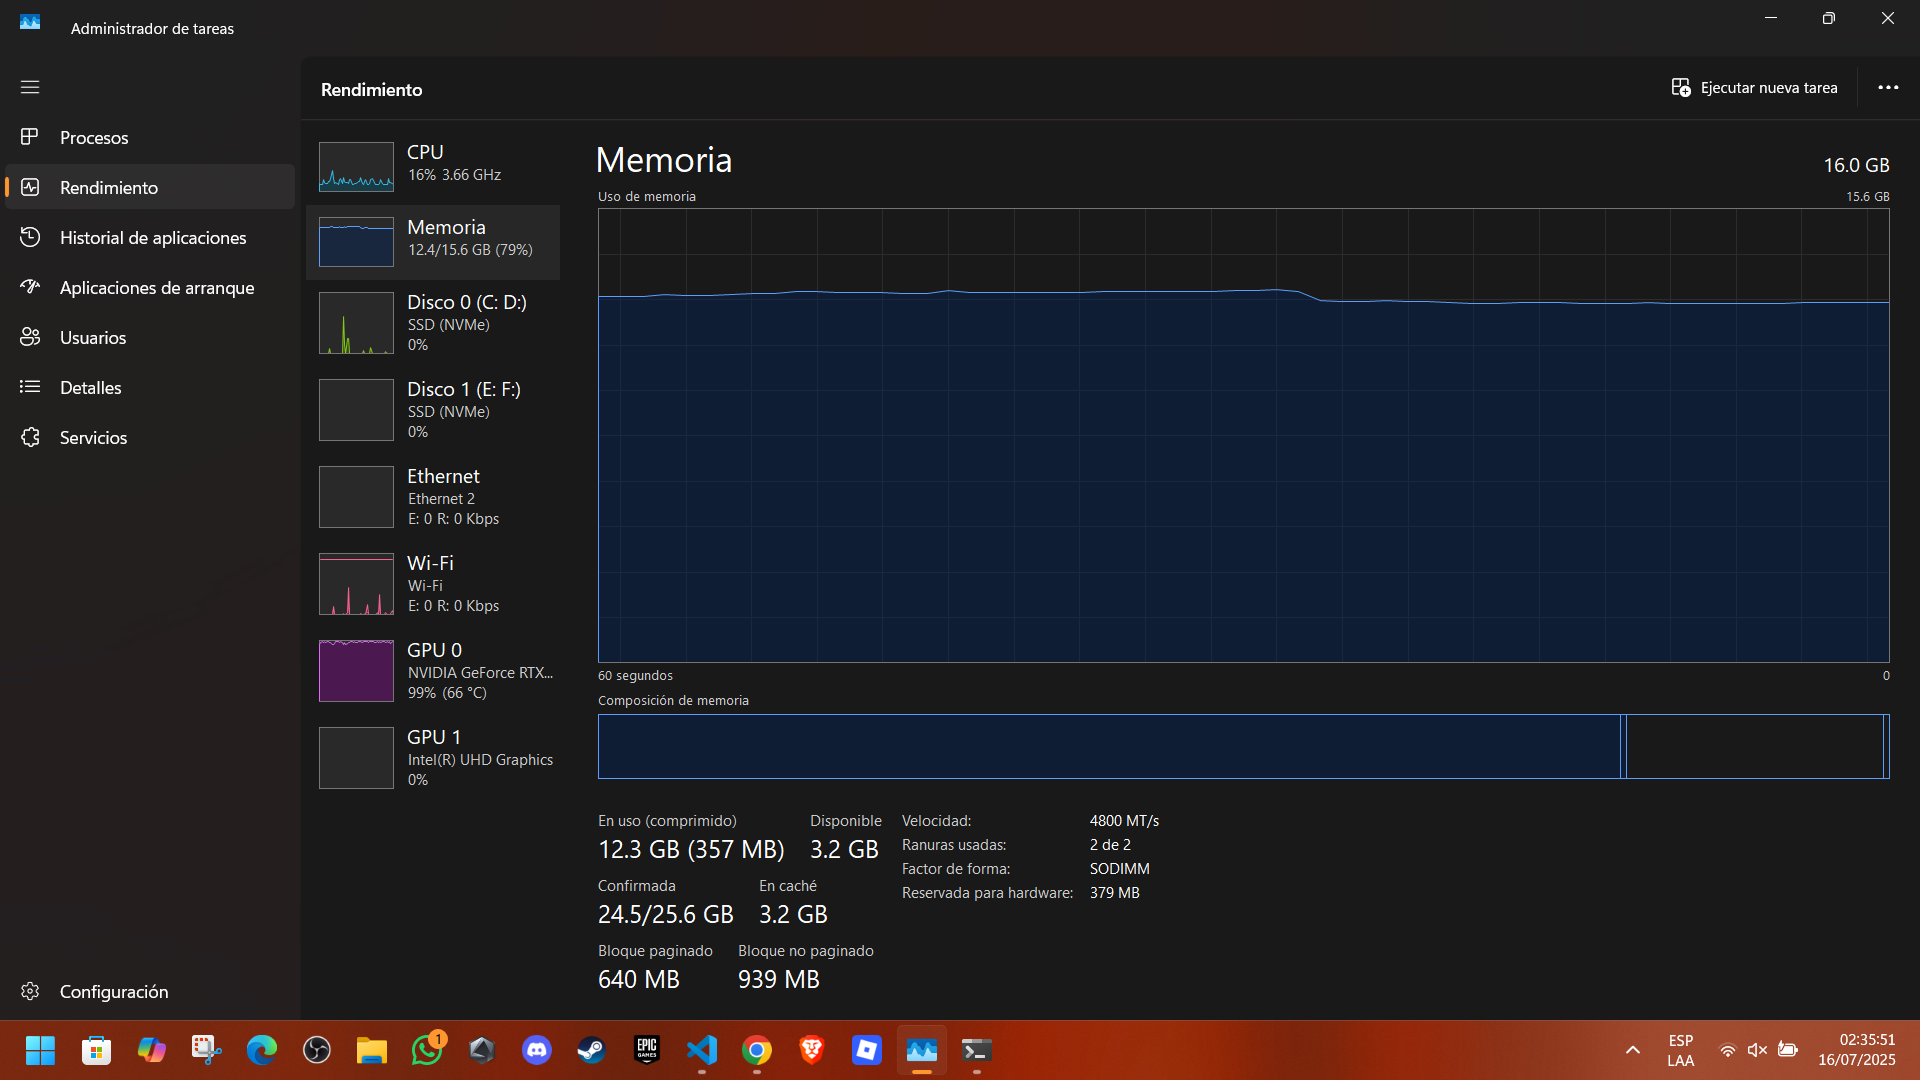 Administrador de tareas
Procesos
Rendimiento
Historial de aplicaciones
Aplicaciones de arranque
Usuarios
Detalles
Servicios
Configuración
Rendimiento
Ejecutar nueva tarea
CPU
16% 3.66 GHz
Memoria
12.4/15.6 GB (79%)
Disco 0 (C: D:)
SSD (NVMe)
0%
Disco 1 (E: F:)
SSD (NVMe)
0%
Ethernet
Ethernet 2
E: 0 R: 0 Kbps
Wi-Fi
Wi-Fi
E: 0 R: 0 Kbps
GPU 0
NVIDIA GeForce RTX...
99% (66 °C)
GPU 1
Intel(R) UHD Graphics
0%
Memoria
16.0 GB
Uso de memoria
15.6 GB
60 segundos
0
Composición de memoria
En uso (comprimido)
12.3 GB (357 MB)
Disponible
3.2 GB
Confirmada
24.5/25.6 GB
En caché
3.2 GB
Bloque paginado
640 MB
Bloque no paginado
939 MB
Velocidad: 4800 MT/s
Ranuras usadas: 2 de 2
Factor de forma: SODIMM
Reservada para hardware: 379 MB
1
EPIC
GAMES
ESP
LAA
02:35:51
16/07/2025